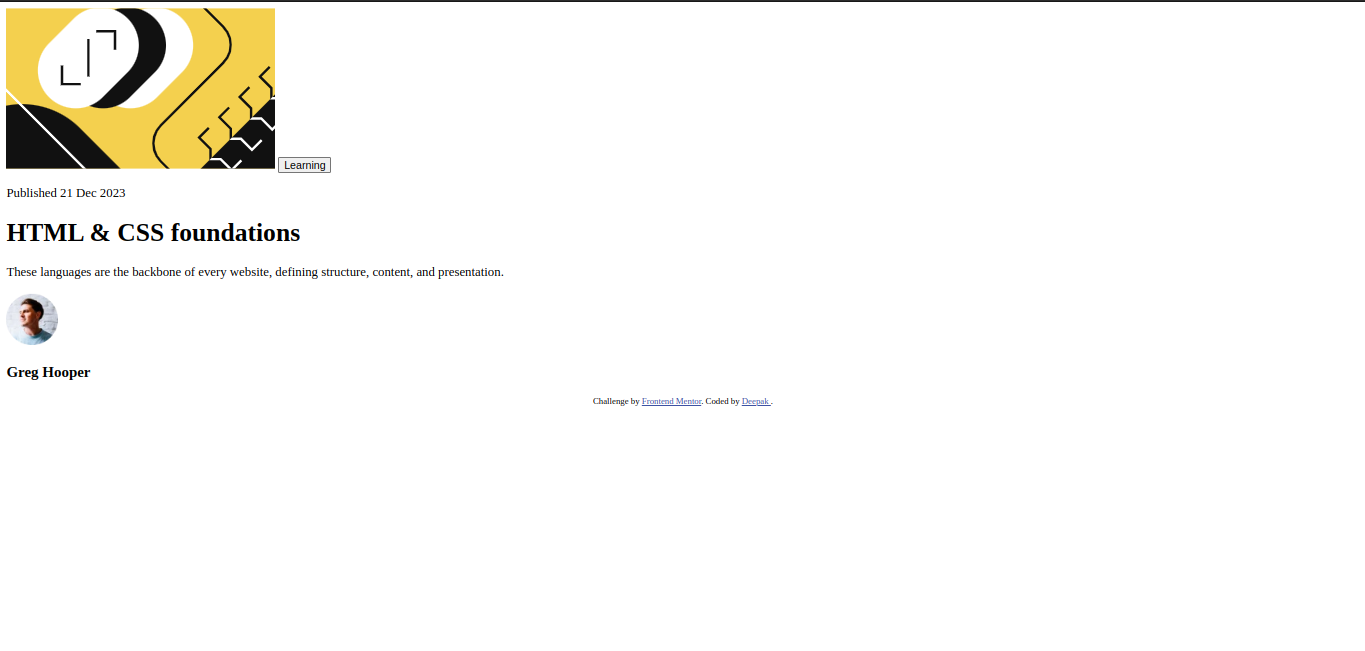 Learning
Published 21 Dec 2023
HTML & CSS foundations
These languages are the backbone of every website, defining structure, content, and presentation.
Greg Hooper
Challenge by Frontend Mentor. Coded by Deepak .